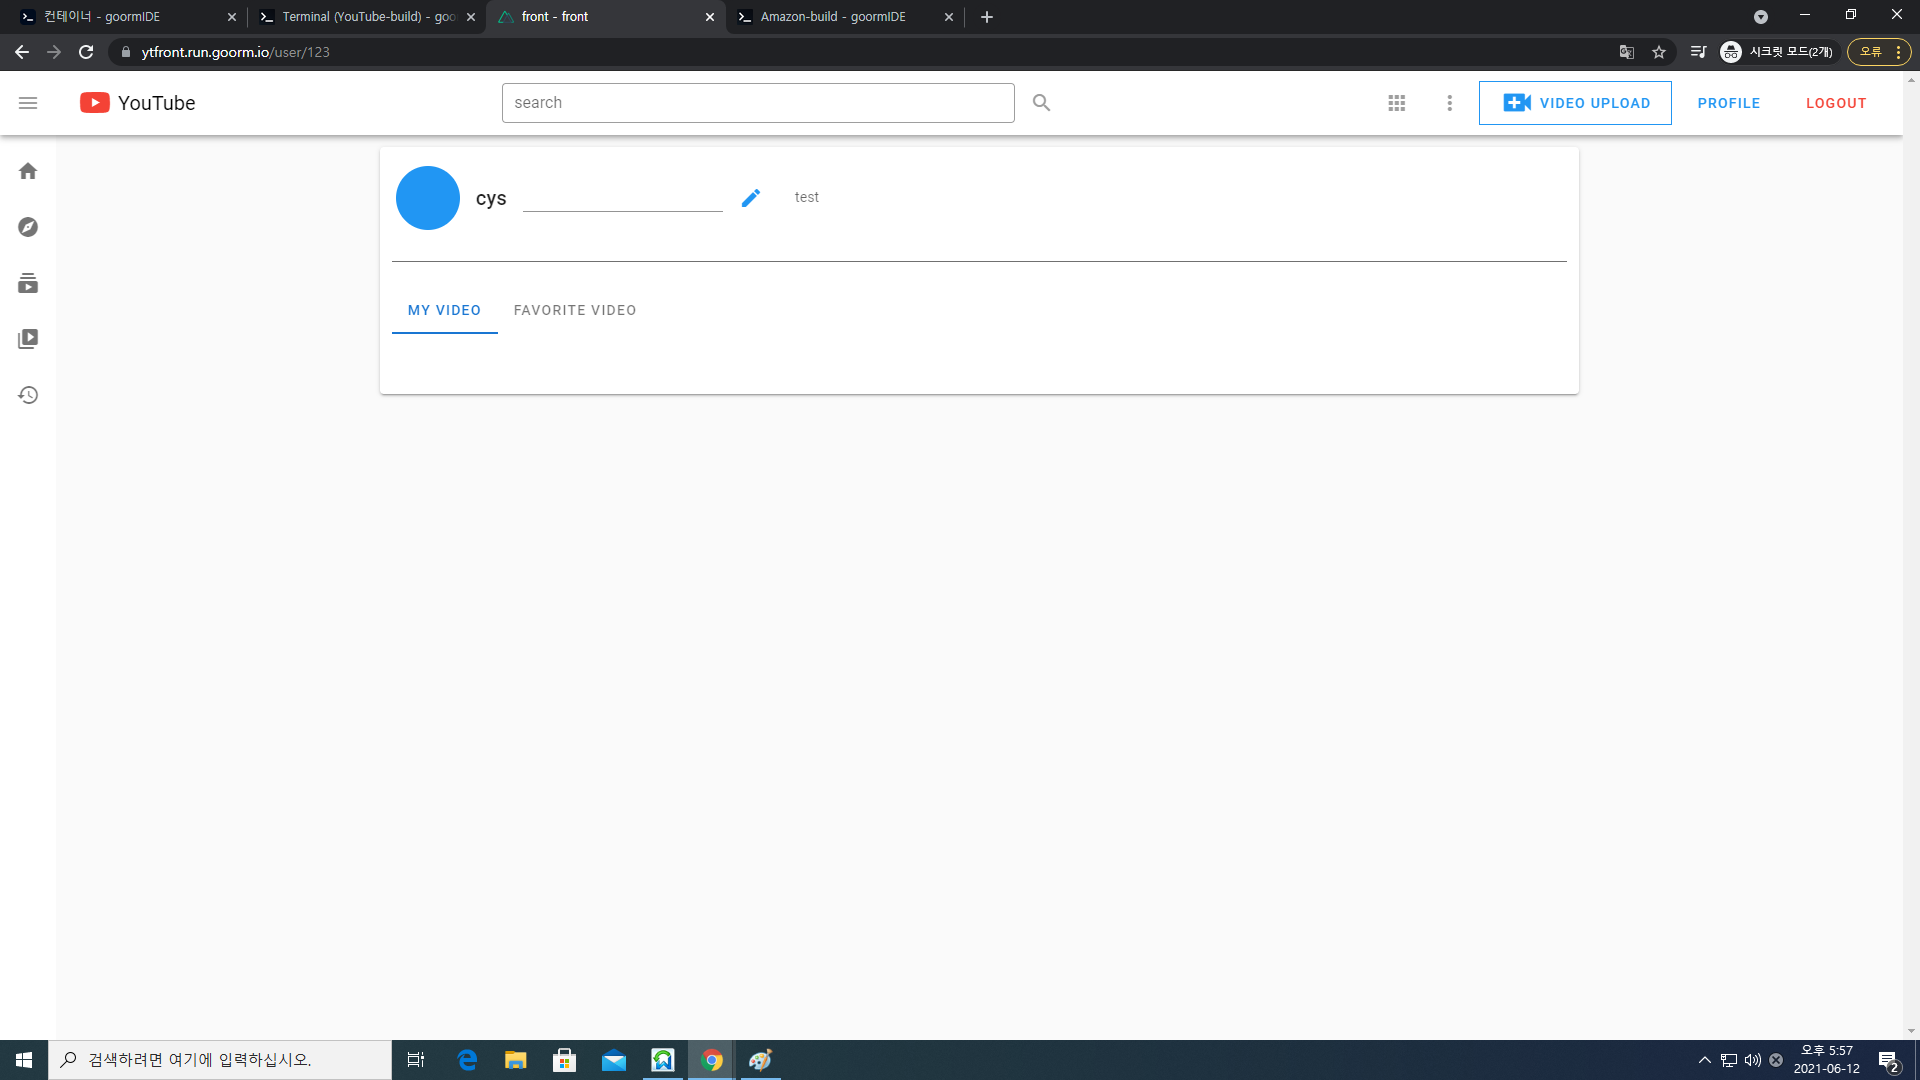 컨테이너 - goormIDE
Terminal (YouTube-build) - goo
front - front
Amazon-build - goormIDE
ytfront.run.goorm.io/user/123
시크릿 모드(2개)
오류
YouTube
search
VIDEO UPLOAD
PROFILE
LOGOUT
cys
test
MY VIDEO
FAVORITE VIDEO
검색하려면 여기에 입력하십시오.
오후 5:57
2021-06-12
2